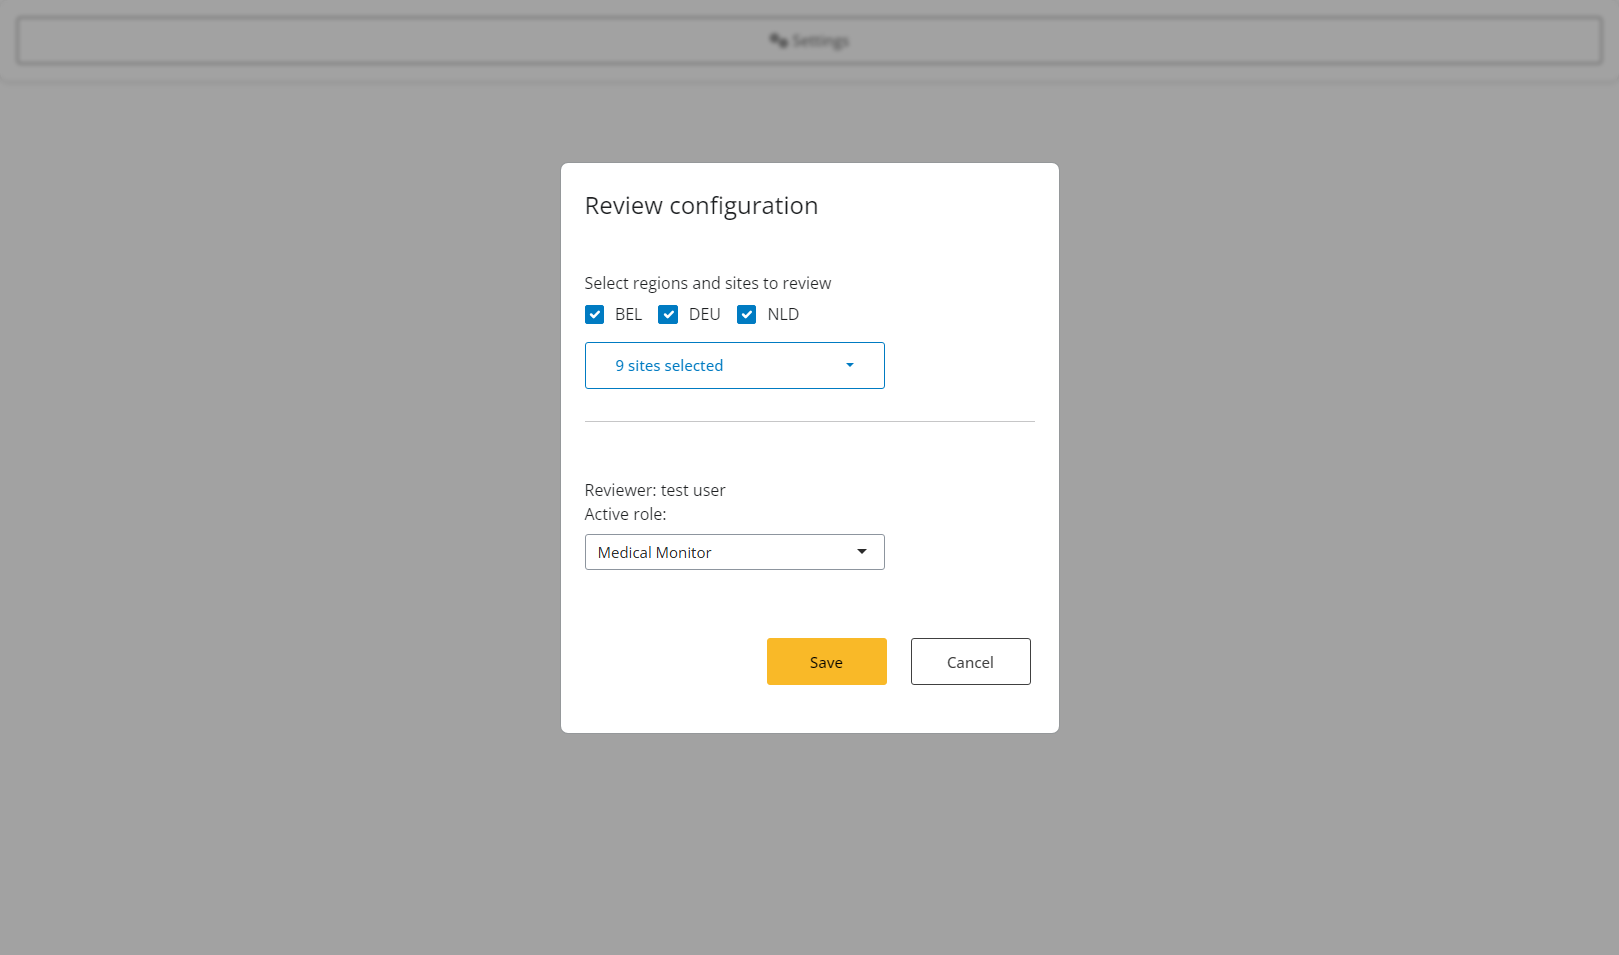 Settings
Review configuration
Select regions and sites to review
BEL DEU NLD
9 sites selected
Reviewer: test user
Active role:
Medical Monitor
Save Cancel